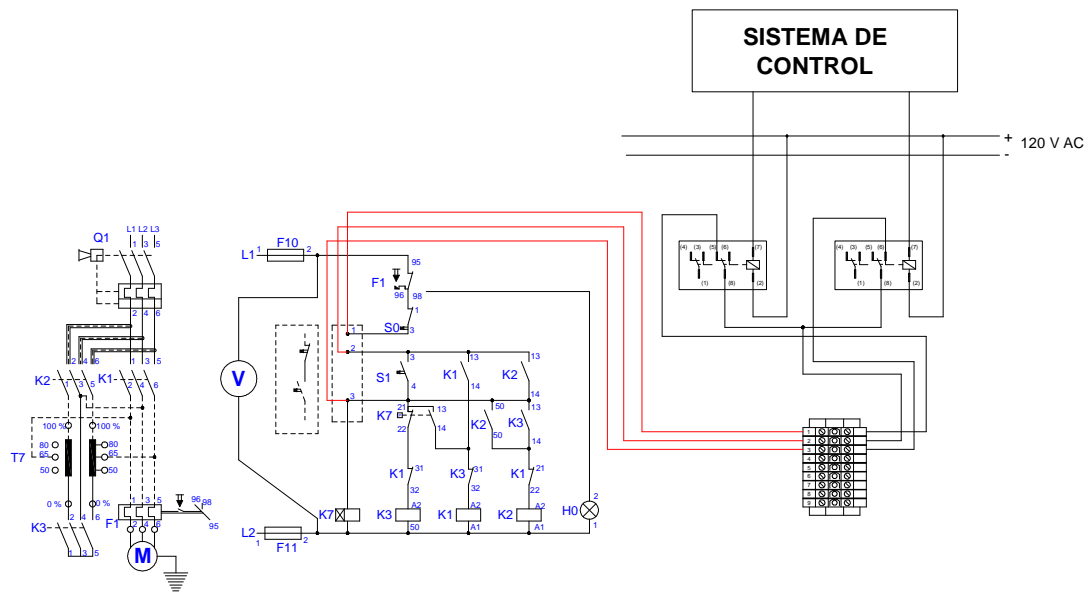 SISTEMA DE
CONTROL
+
120 V AC
-
L1 L2 L3
Q1
1 3 5
2 4 6
2 4 6
1 3 5
K2
K1
1 3 5
2 4 6
100 %
100 %
80
65
50
80
65
50
T7
0 %
0 %
2 4 6
K3
1 3 5
1 3 5
F1
2 4 6
96
98
95
M
L1
1
F10
2
95
F1
96
98
1
S0
3
1
2
3
V
3
S1
4
13
K1
14
13
K2
21
K7
22
13
14
50
K2
50
13
K3
14
K1
31
32
K3
31
32
K1
21
22
K7
K3
50
A2
K1
A2
A1
K2
A2
A1
H0
2
1
L2
1
F11
2
(4) (3) (5) (6) (7)
(1) (8) (2)
(4) (3) (5) (6) (7)
(1) (8) (2)
1
2
3
4
5
6
7
8
9